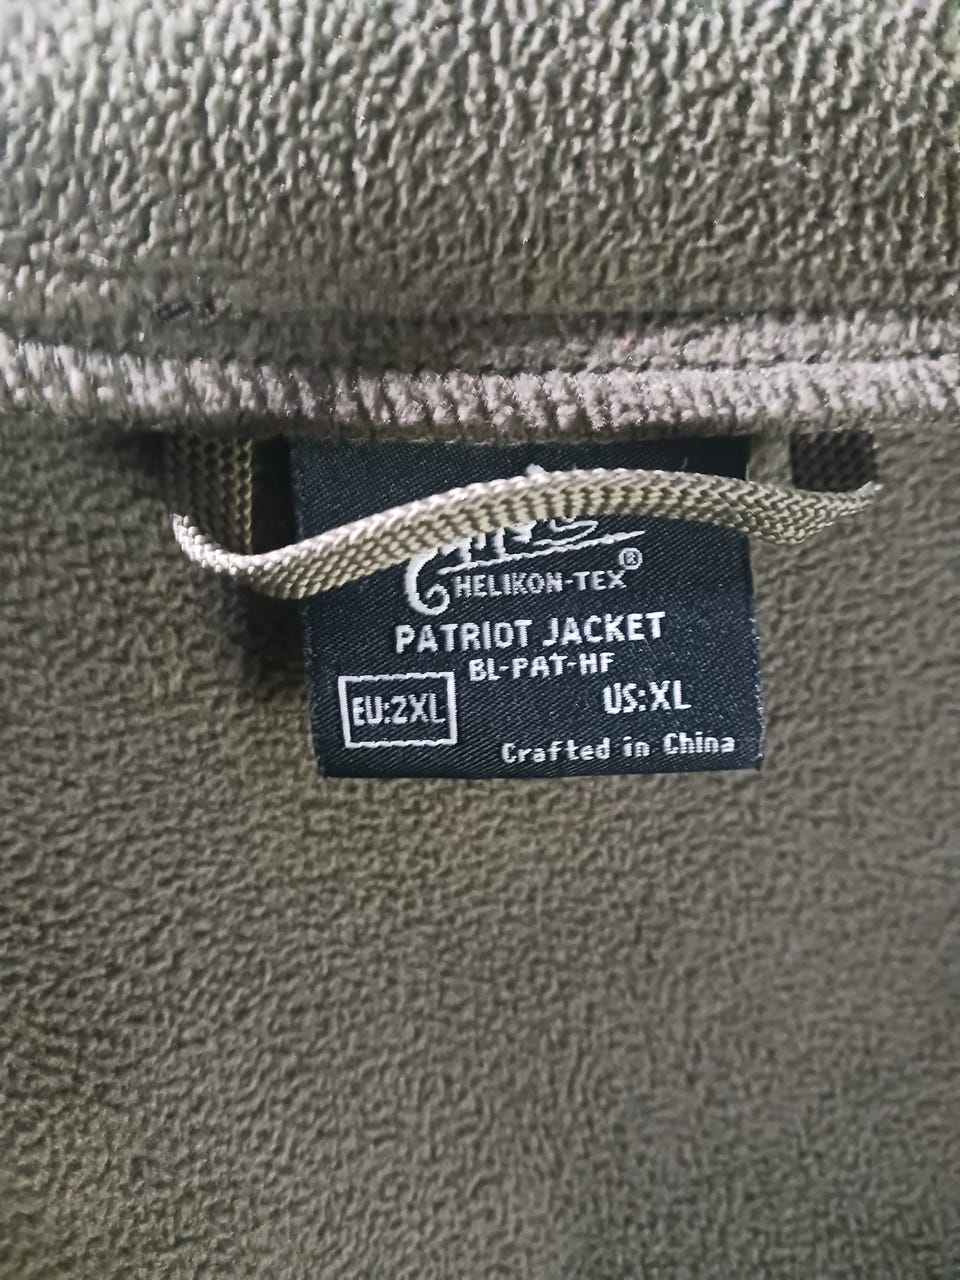 HELIKON-TEX®
PATRIOT JACKET
BL-PAT-HF
EU:2XL US:XL
Crafted in China